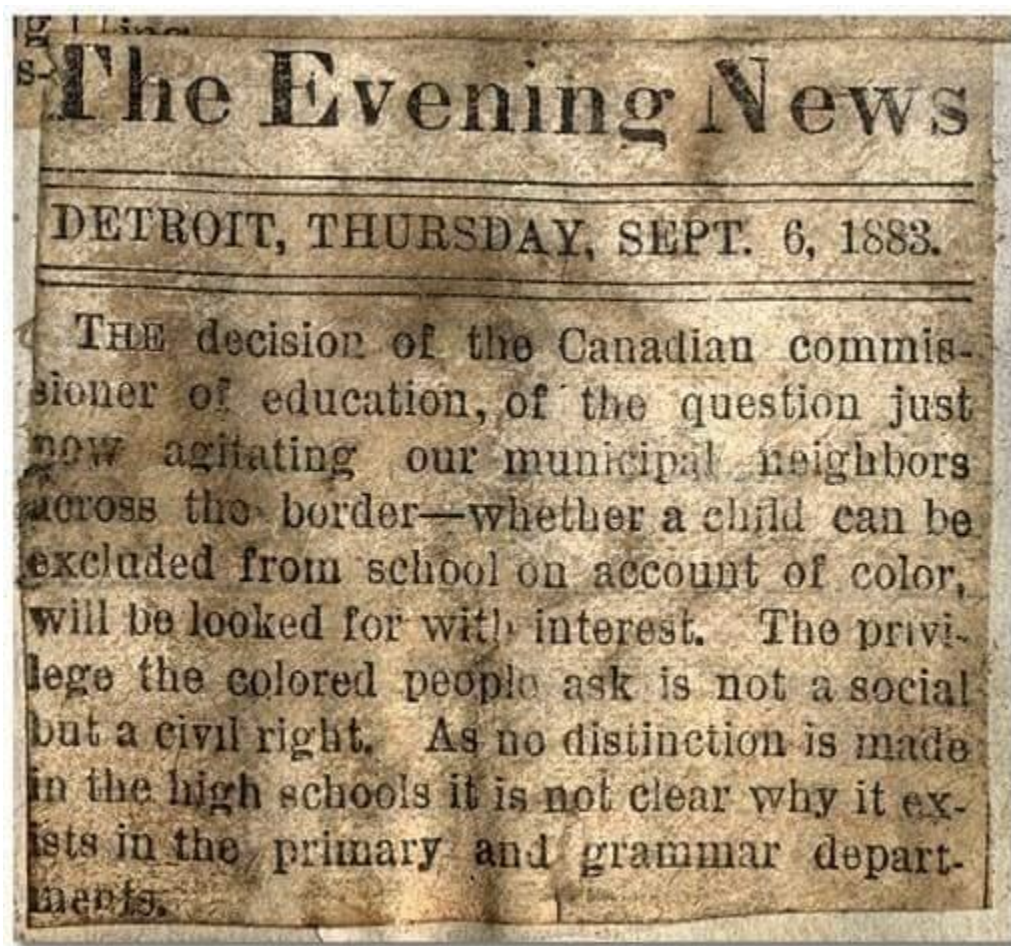 The Evening News
DETROIT, THURSDAY, SEPT. 6, 1883.
THE decision of the Canadian commis-
sioner of education, of the question just
now agitating our municipal neighbors
across the border—whether a child can be
excluded from school on account of color,
will be looked for with interest. The privi-
lege the colored people ask is not a social
but a civil right. As no distinction is made
in the high schools it is not clear why it ex-
ists in the primary and grammar depart-
ments.